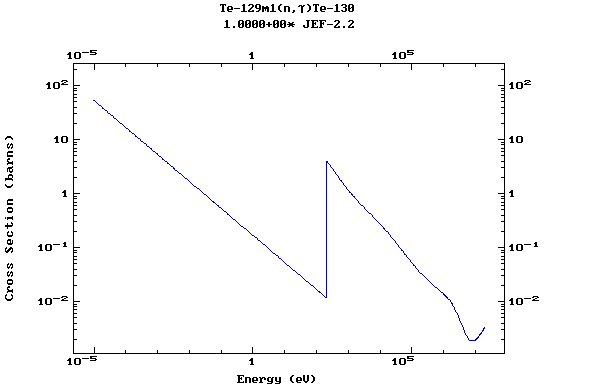 Te-129m1(n,γ)Te-130
1.0000+00* JEF-2.2
10⁻⁵ 1 10⁵
10² 10²
10 10
1 1
10⁻¹ 10⁻¹
10⁻² 10⁻²
10⁻⁵ 1 10⁵
Cross Section (barns)
Energy (eV)